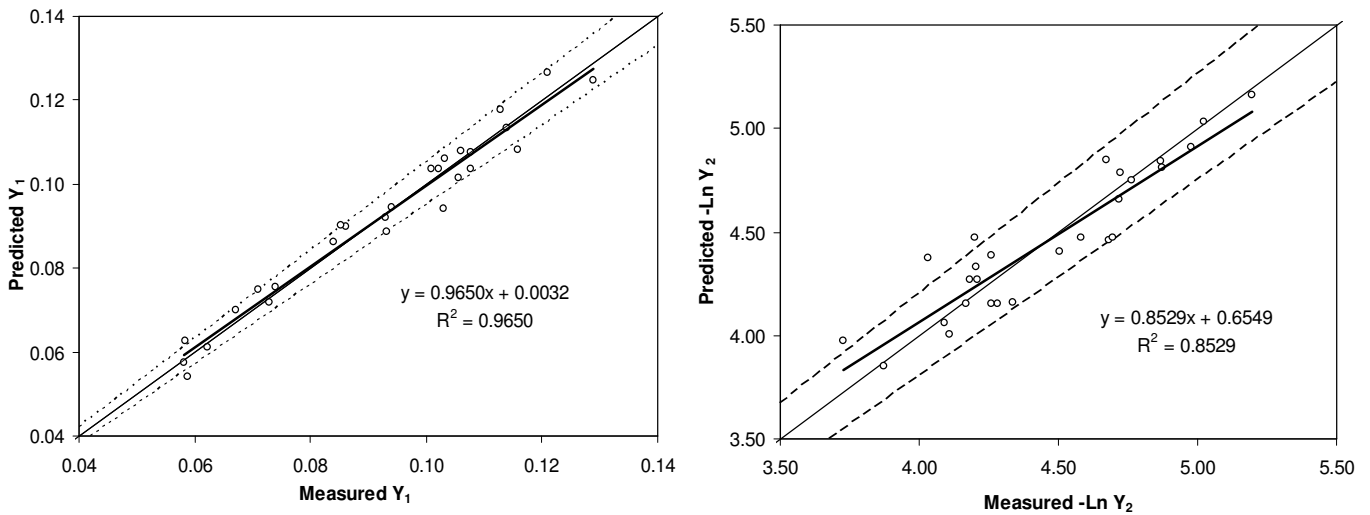 0.14
0.12
0.10
0.08
0.06
0.04
Predicted Y₁
y = 0.9650x + 0.0032
R² = 0.9650
0.04 0.06 0.08 0.10 0.12 0.14
Measured Y₁
5.50
5.00
4.50
4.00
3.50
Predicted -Ln Y₂
y = 0.8529x + 0.6549
R² = 0.8529
3.50 4.00 4.50 5.00 5.50
Measured -Ln Y₂